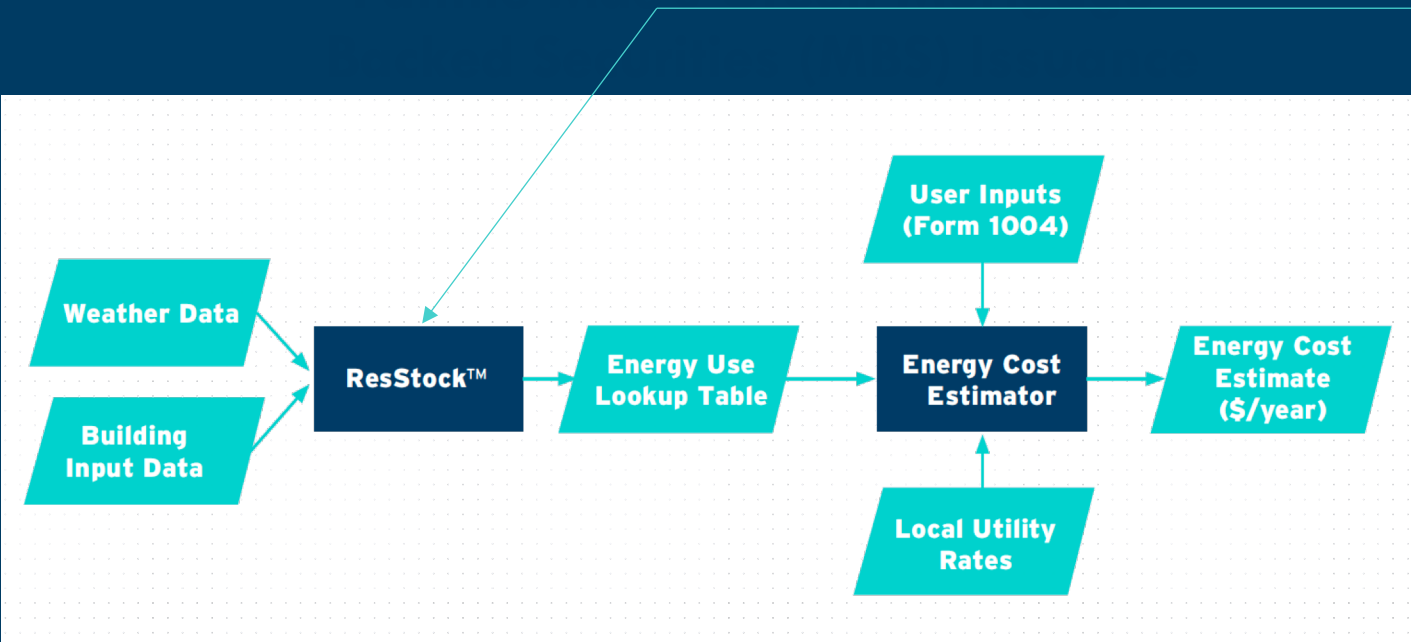 Weather Data
Building
Input Data
ResStock™
Energy Use
Lookup Table
User Inputs
(Form 1004)
Energy Cost
Estimator
Local Utility
Rates
Energy Cost
Estimate
($/year)